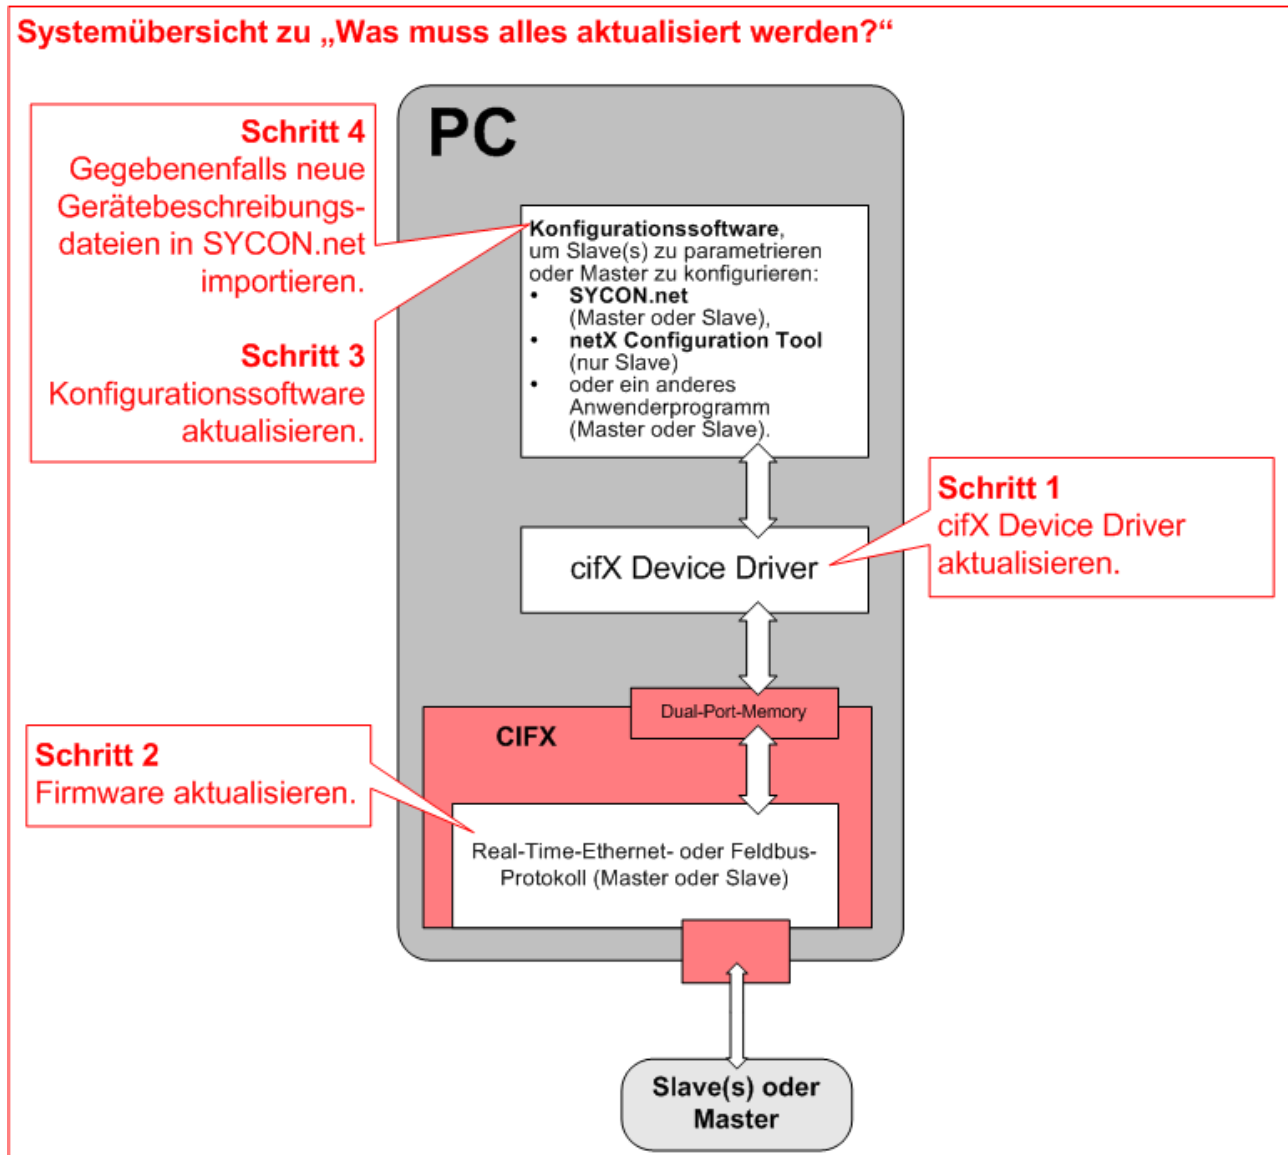 Systemübersicht zu „Was muss alles aktualisiert werden?“
PC
Schritt 4
Gegebenenfalls neue
Gerätebeschreibungs-
dateien in SYCON.net
importieren.
Schritt 3
Konfigurationssoftware
aktualisieren.
Konfigurationssoftware,
um Slave(s) zu parametrieren
oder Master zu konfigurieren:
• SYCON.net
(Master oder Slave),
• netX Configuration Tool
(nur Slave)
• oder ein anderes
Anwenderprogramm
(Master oder Slave).
Schritt 1
cifX Device Driver
aktualisieren.
cifX Device Driver
Dual-Port-Memory
CIFX
Schritt 2
Firmware aktualisieren.
Real-Time-Ethernet- oder Feldbus-
Protokoll (Master oder Slave)
Slave(s) oder
Master